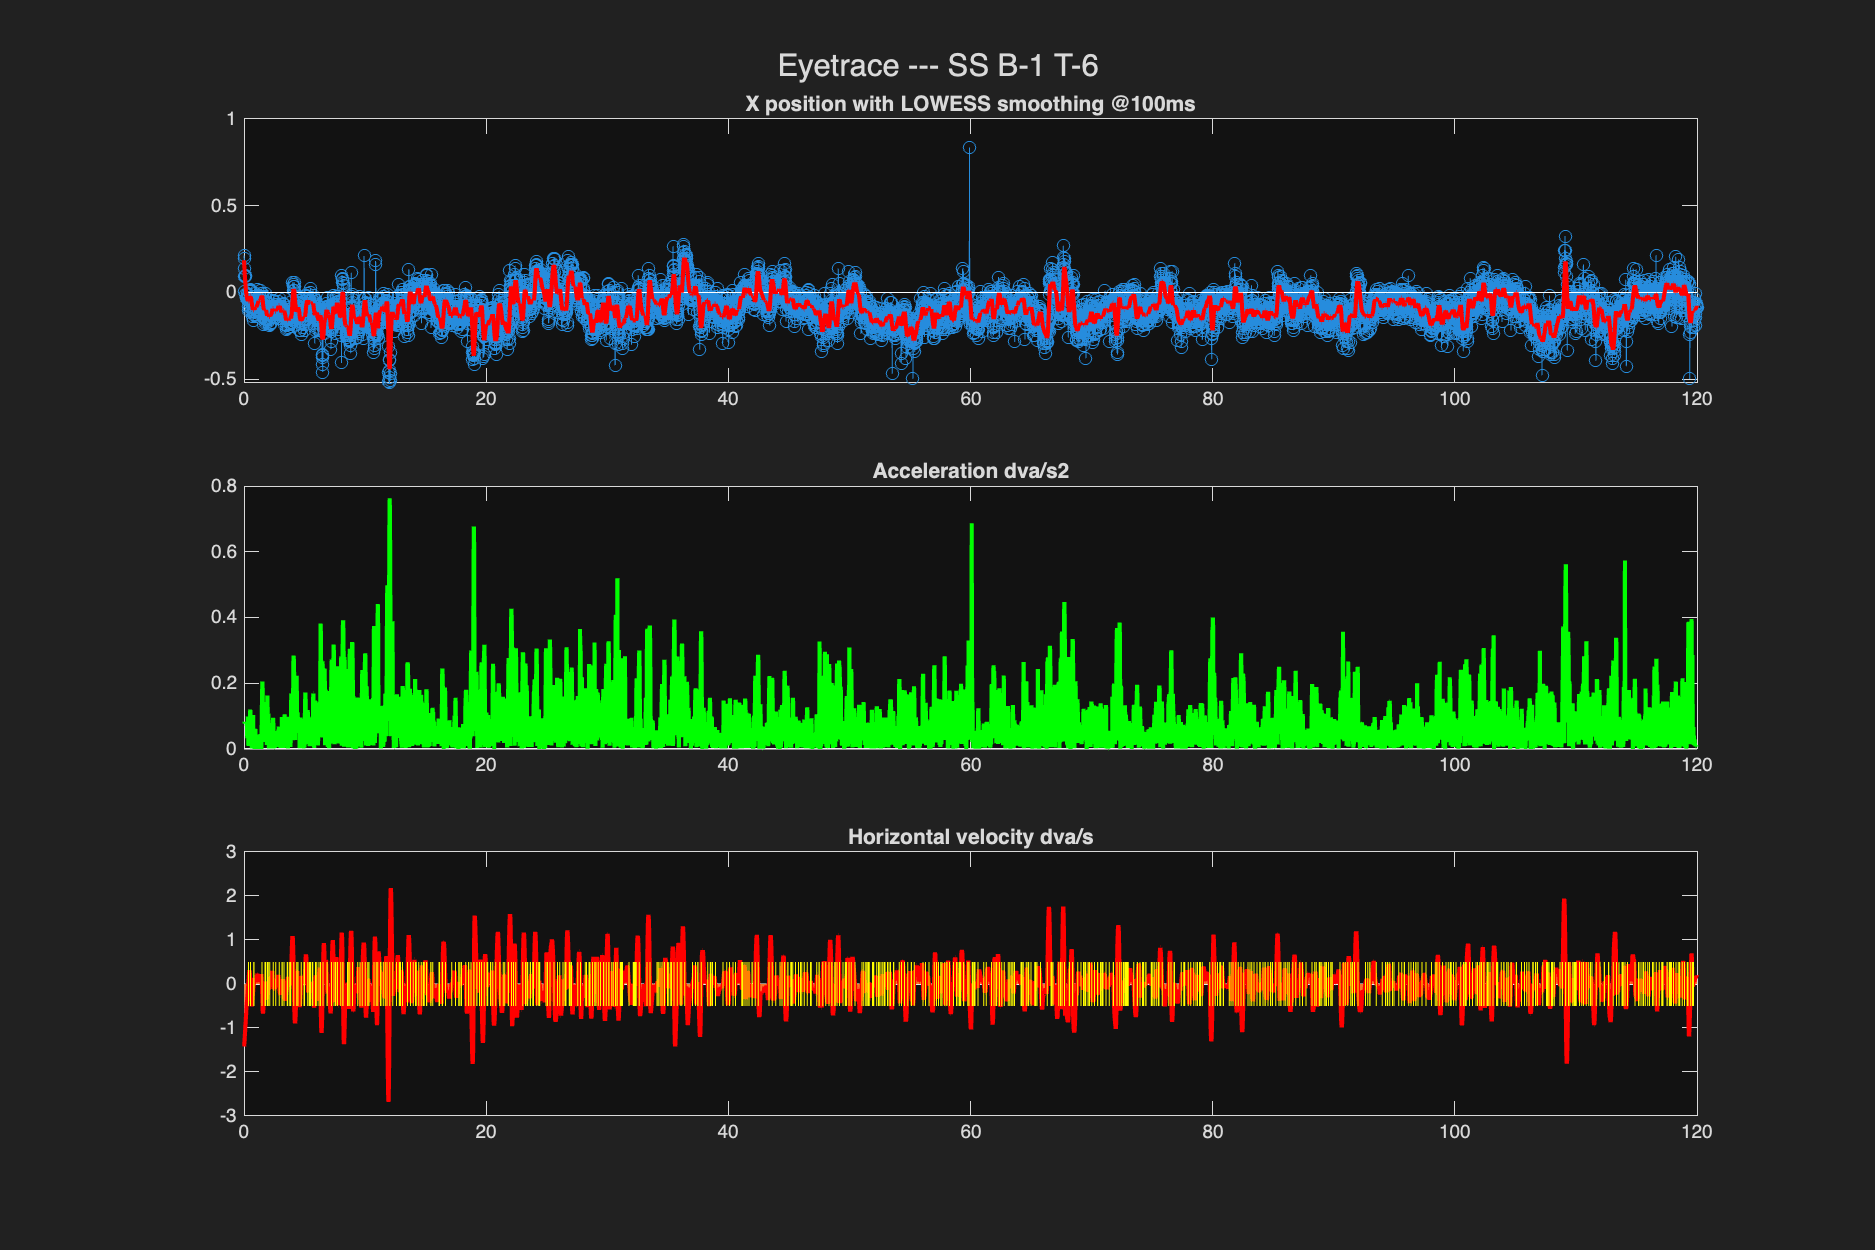 Eyetrace --- SS B-1 T-6
X position with LOWESS smoothing @100ms
1
0.5
0
-0.5
0 20 40 60 80 100 120
Acceleration dva/s2
0.8
0.6
0.4
0.2
0
0 20 40 60 80 100 120
Horizontal velocity dva/s
3
2
1
0
-1
-2
-3
0 20 40 60 80 100 120